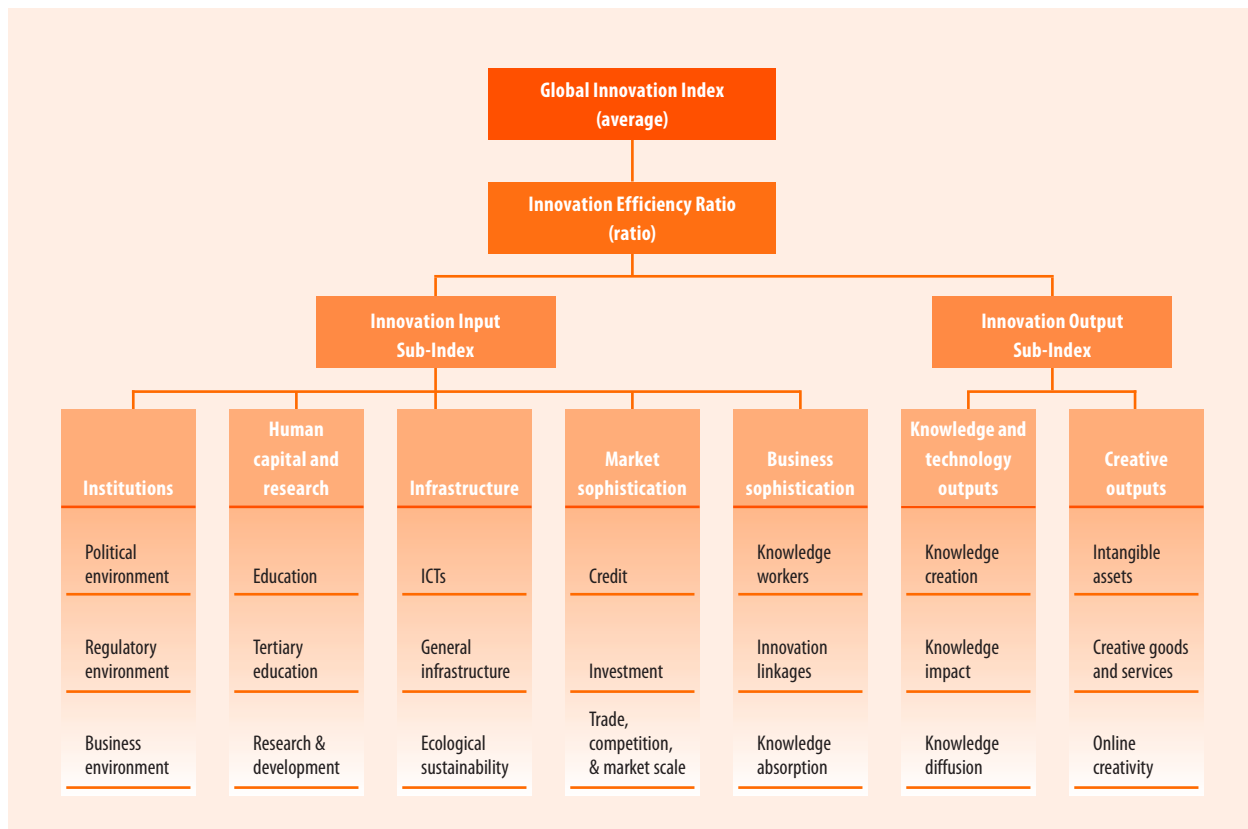 Global Innovation Index
(average)
Innovation Efficiency Ratio
(ratio)
Innovation Input
Sub-Index
Innovation Output
Sub-Index
Institutions
Human
capital and
research
Infrastructure
Market
sophistication
Business
sophistication
Knowledge and
technology
outputs
Creative
outputs
Political
environment
Education
ICTs
Credit
Knowledge
workers
Knowledge
creation
Intangible
assets
Regulatory
environment
Tertiary
education
General
infrastructure
Investment
Innovation
linkages
Knowledge
impact
Creative goods
and services
Business
environment
Research &
development
Ecological
sustainability
Trade,
competition,
& market scale
Knowledge
absorption
Knowledge
diffusion
Online
creativity